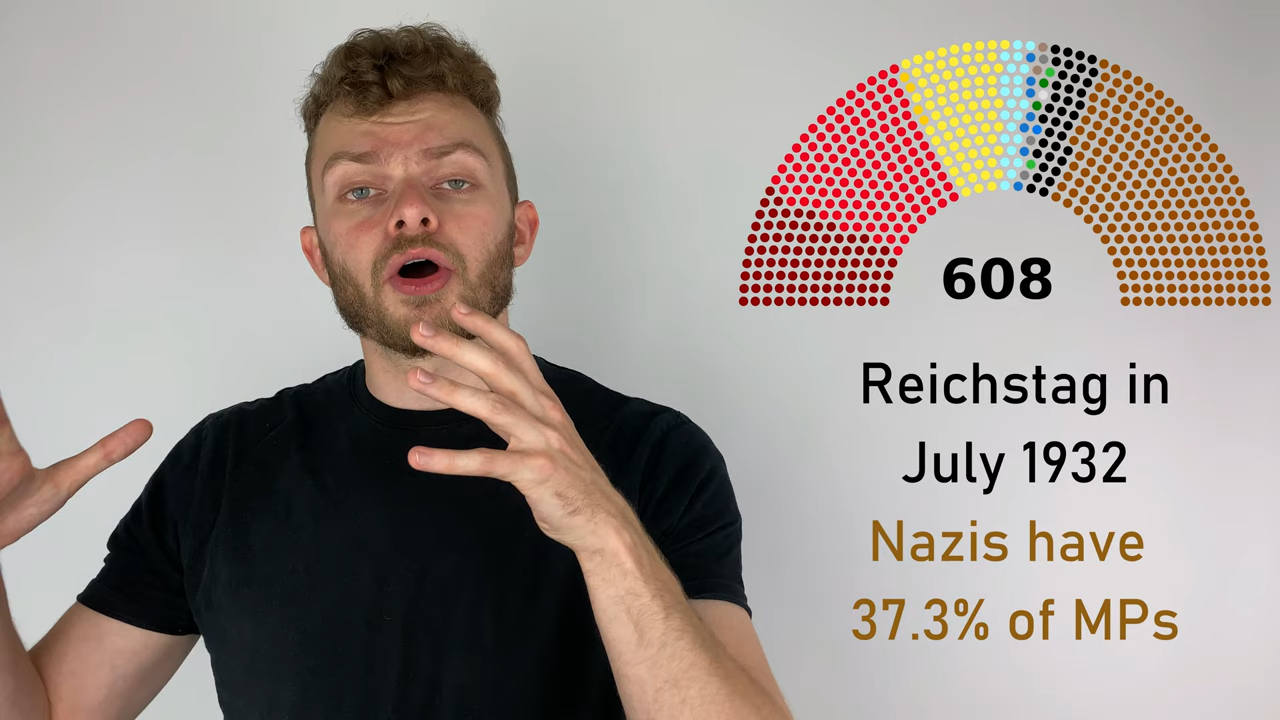 608
Reichstag in
July 1932
Nazis have
37.3% of MPs